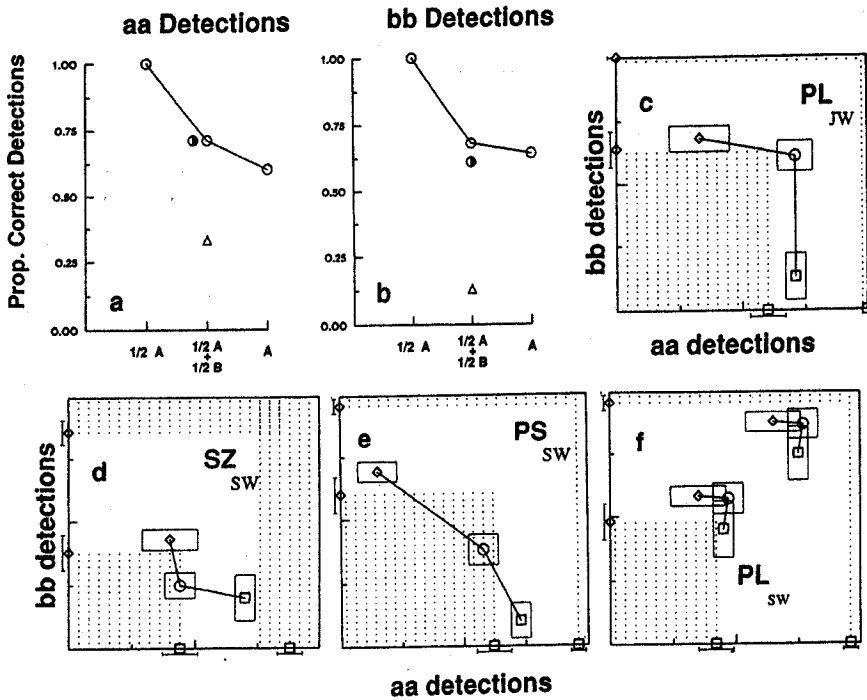 aa Detections
bb Detections
Prop. Correct Detections
1.00
0.75
0.50
0.25
0.00
a
1/2 A
1/2 A
+
1/2 B
A
1.00
0.75
0.50
0.25
0.00
b
1/2 A
1/2 A
+
1/2 B
A
c
PL
JW
bb detections
aa detections
d
SZ
SW
bb detections
e
PS
SW
f
PL
SW
aa detections